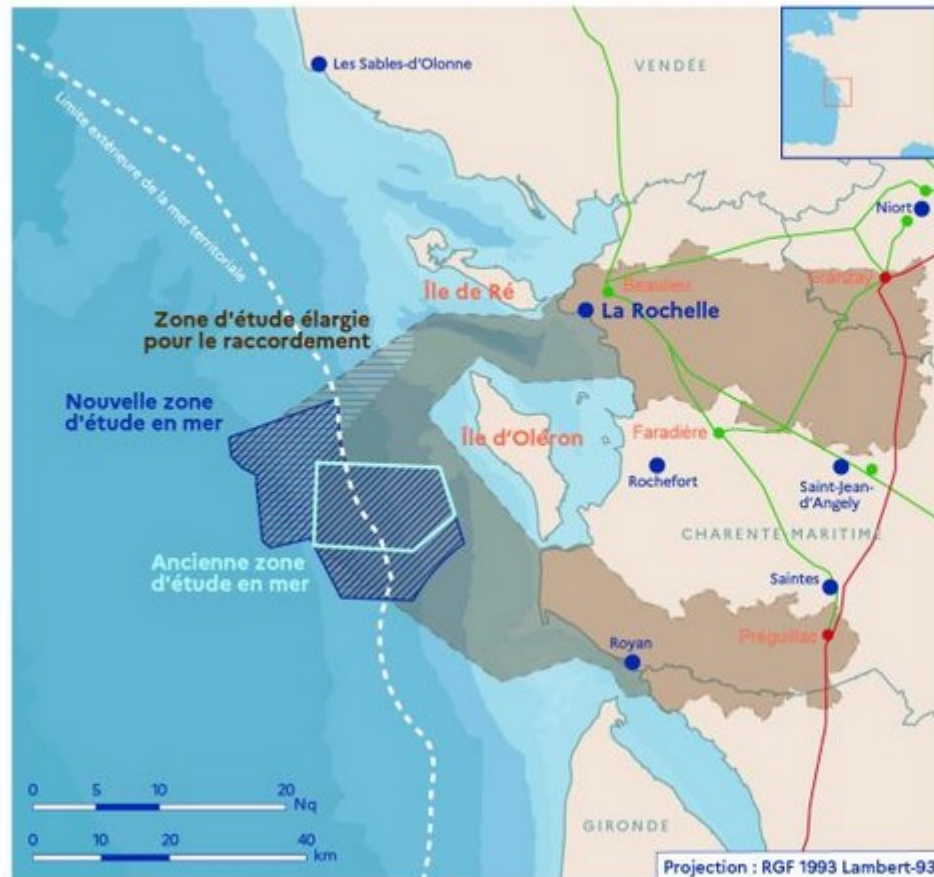 Les Sables-d'Olonne
VENDÉE
Limite extérieure de la mer territoriale
Niort
Granzay
Beaulieu
Île de Ré
La Rochelle
Zone d'étude élargie
pour le raccordement
Nouvelle zone
d'étude en mer
Île d'Oléron
Faradière
Rochefort
Saint-Jean-
d'Angely
CHARENTE-MARITIME
Ancienne zone
d'étude en mer
Saintes
Préguillac
Royan
0 5 10 20
Nq
0 10 20 40
km
GIRONDE
Projection : RGF 1993 Lambert-93